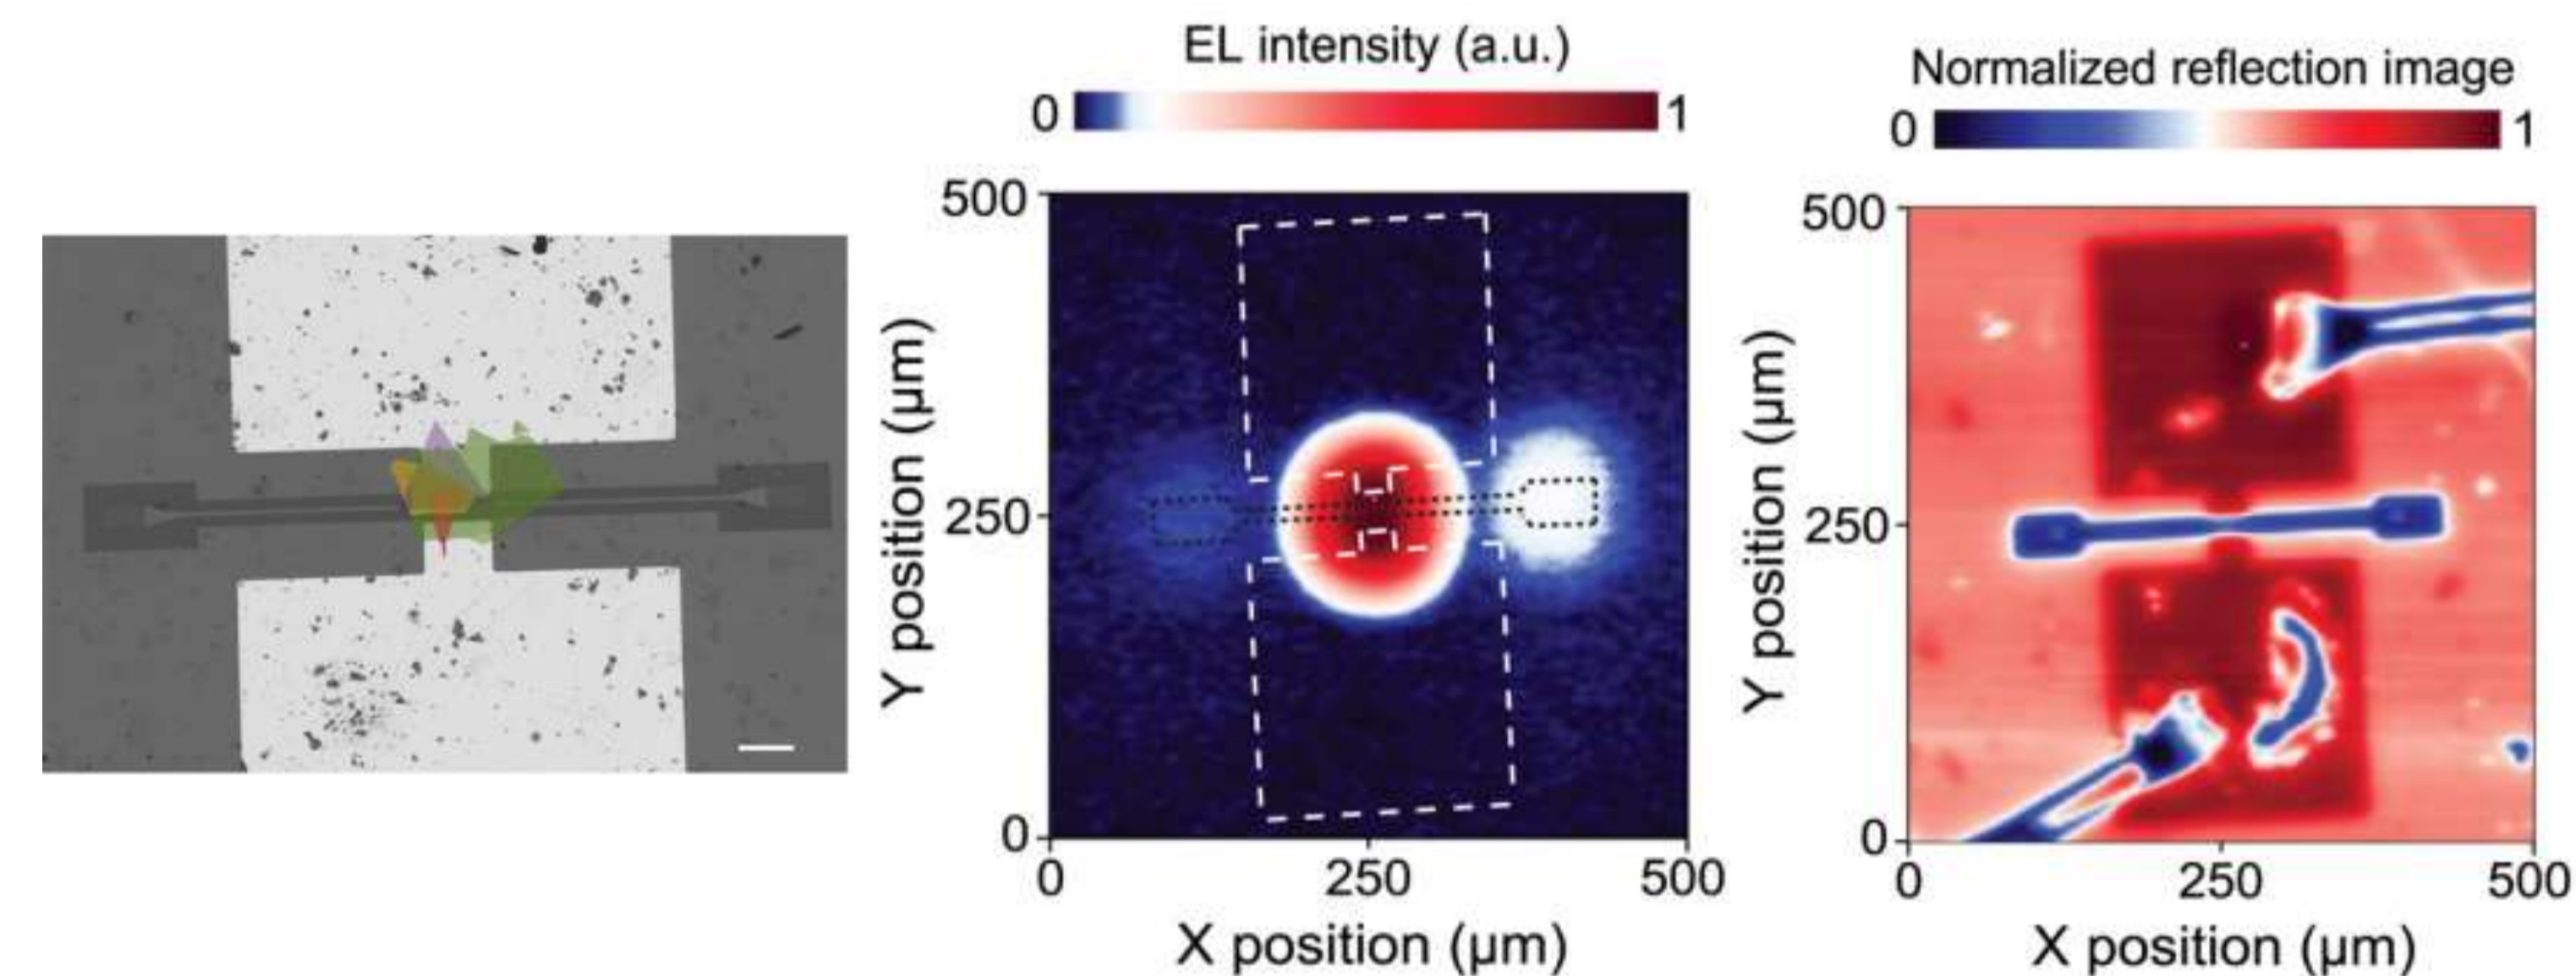 EL intensity (a.u.)
0 1
500
250
0
0 250 500
Y position (µm)
X position (µm)
Normalized reflection image
0 1
500
250
0
0 250 500
Y position (µm)
X position (µm)